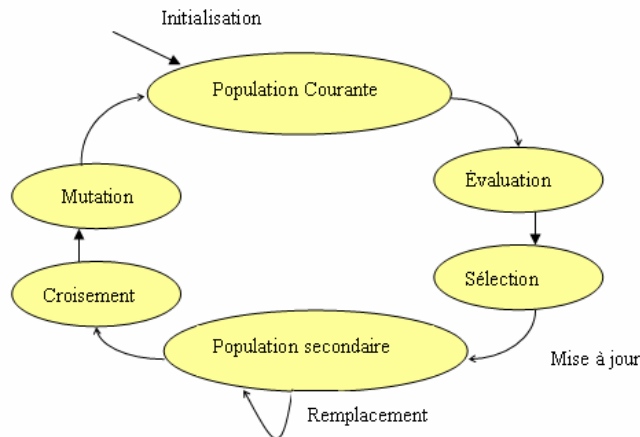 Initialisation
Population Courante
Évaluation
Mutation
Sélection
Croisement
Population secondaire
Mise à jour
Remplacement